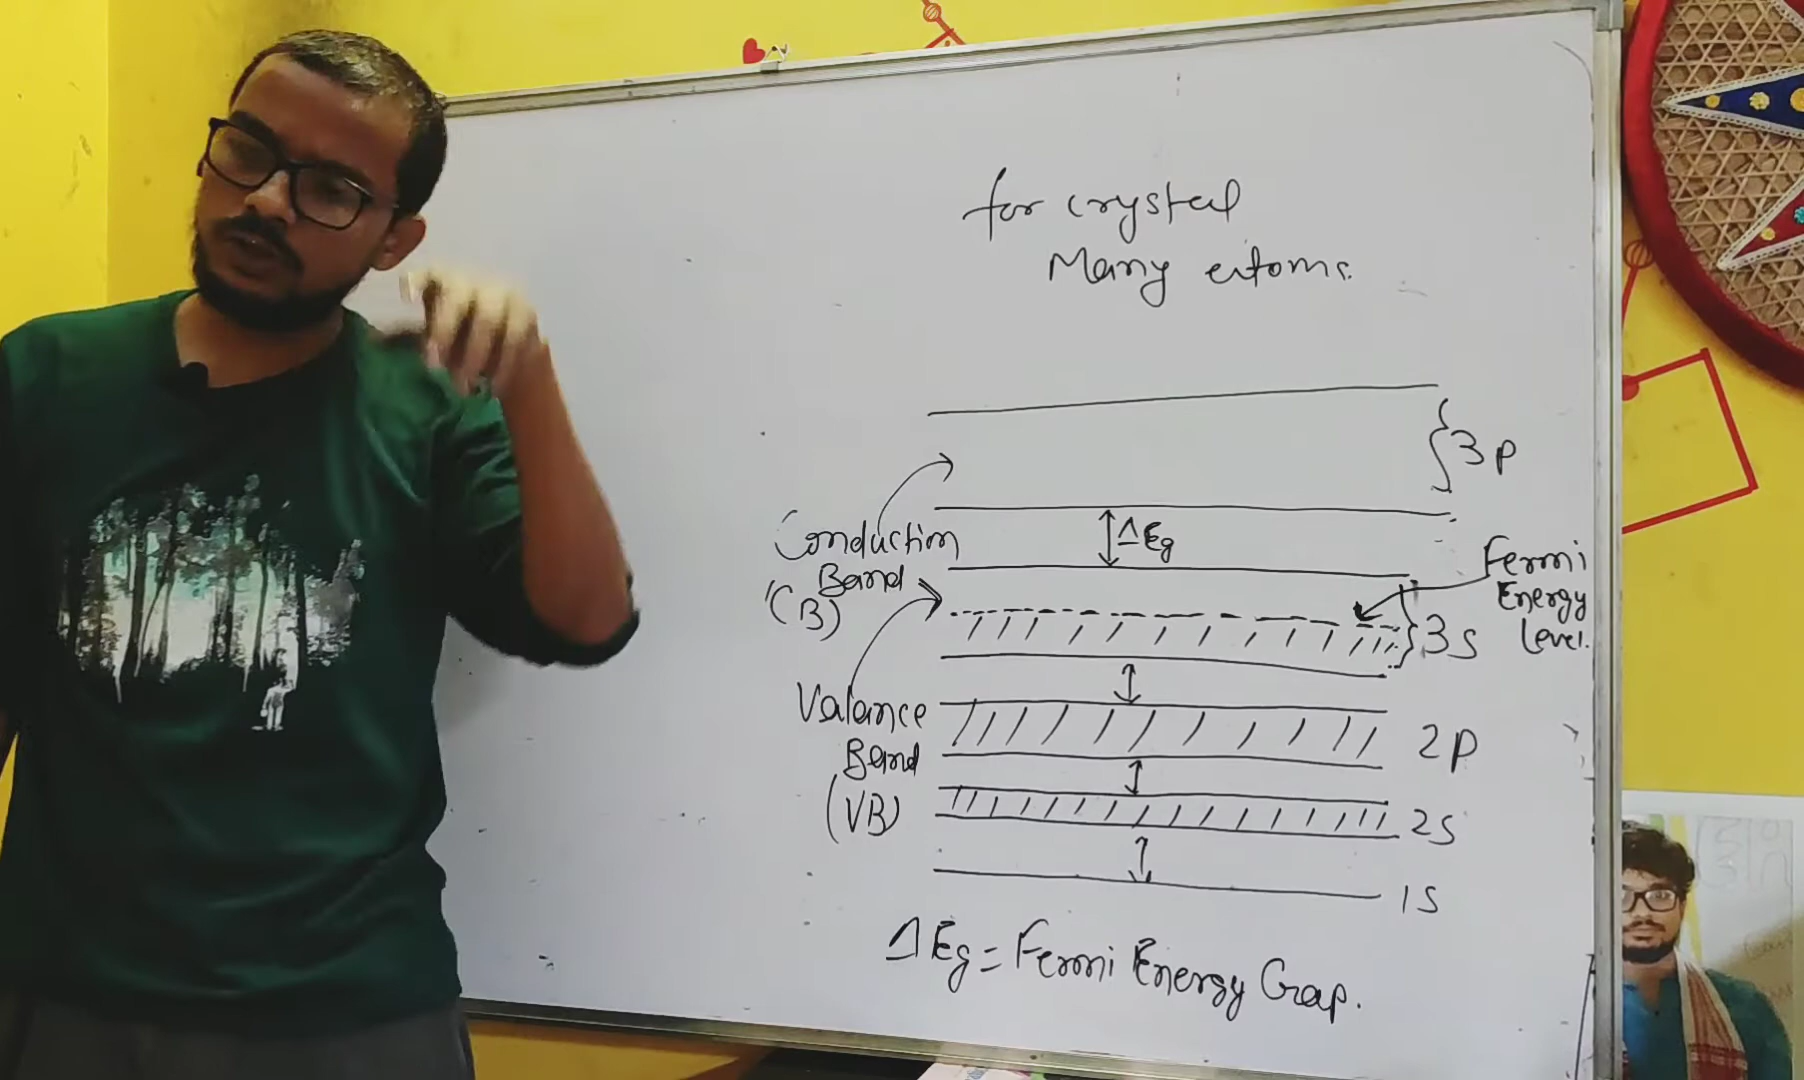 for crystal
Many atoms.
3p
Conduction
Band
(CB)
ΔEg
Fermi
Energy
Level.
3s
Valance
Band
(VB)
2p
2s
1s
ΔEg = Fermi Energy Gap.